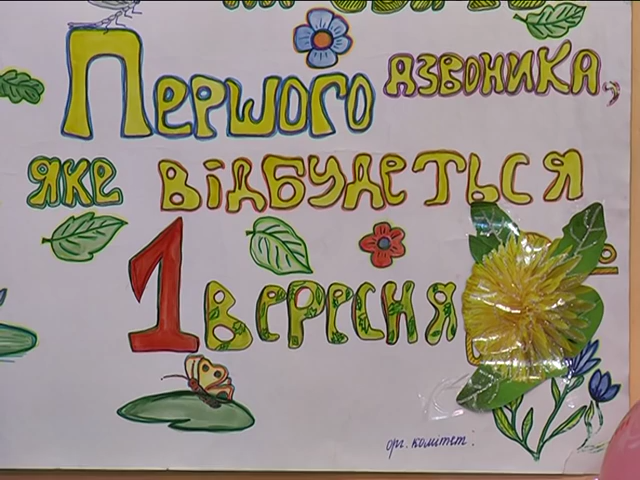 Першого дзвоника,
яке відбудеться
1 вересня
орг. комітет.